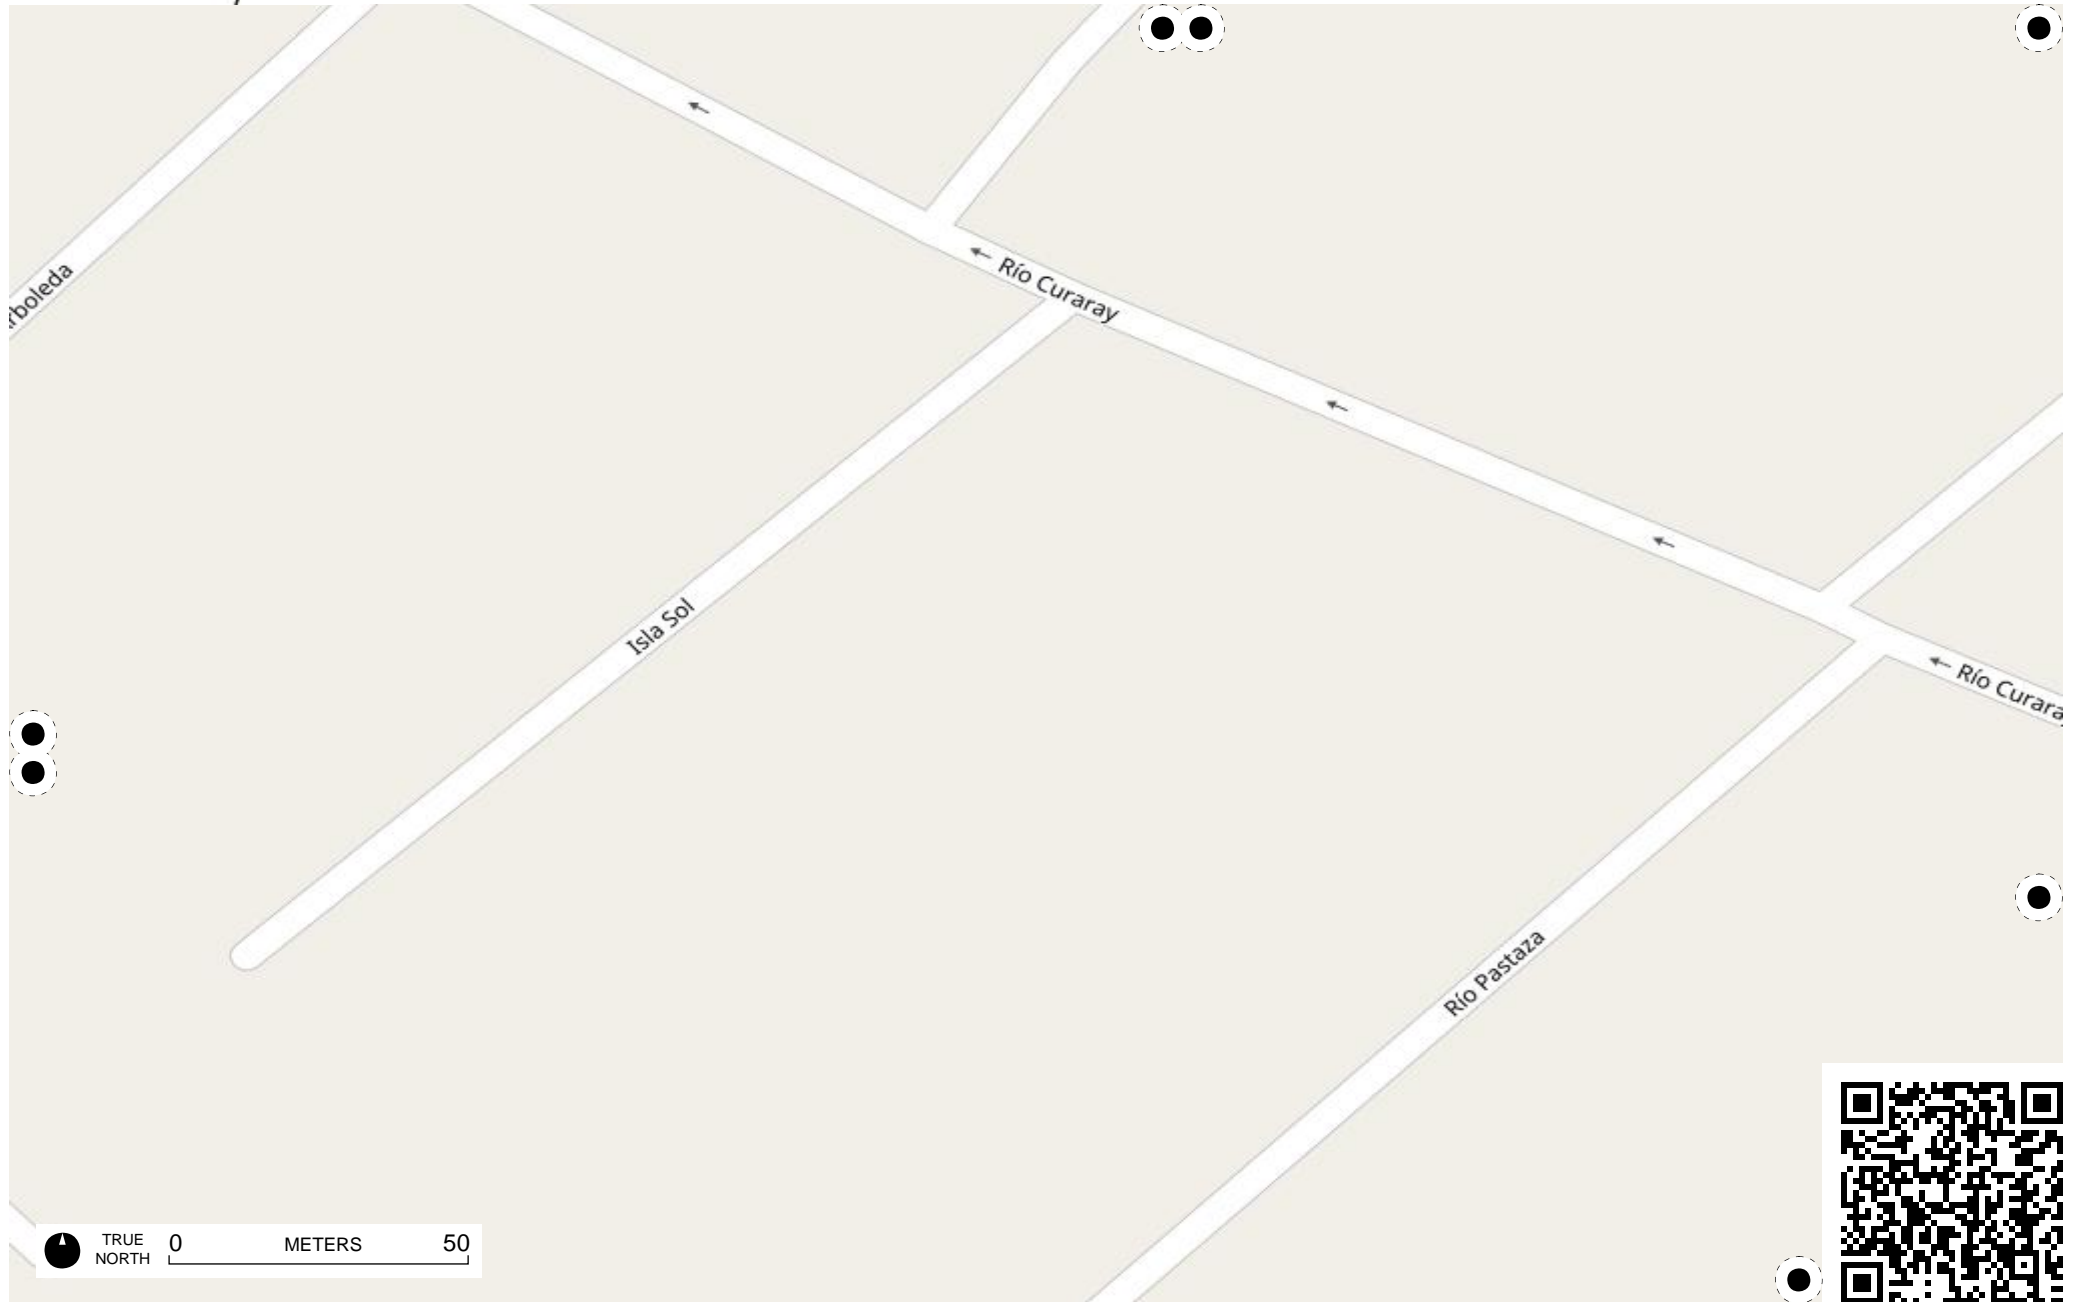 Río Curaray
rboleda
Isla Sol
Río Curara
Río Pastaza
TRUE
NORTH
0 METERS 50